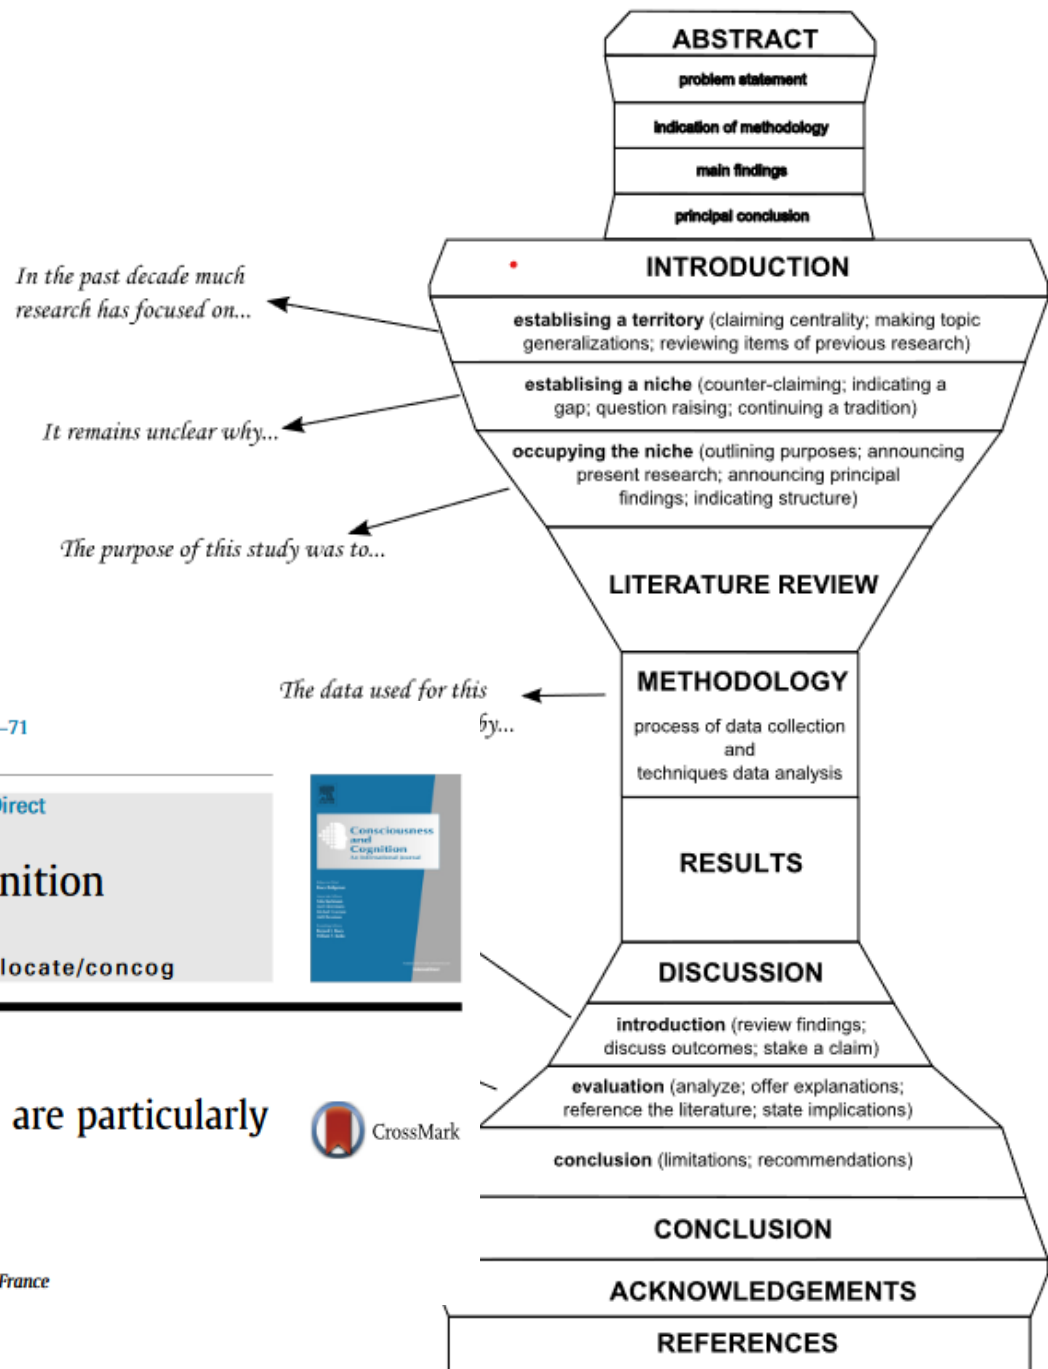 ABSTRACT
problem statement
indication of methodology
main findings
principal conclusion
INTRODUCTION
In the past decade much
research has focused on...
establising a territory (claiming centrality; making topic
generalizations; reviewing items of previous research)
It remains unclear why...
establising a niche (counter-claiming; indicating a
gap; question raising; continuing a tradition)
The purpose of this study was to...
occupying the niche (outlining purposes; announcing
present research; announcing principal
findings; indicating structure)
LITERATURE REVIEW
The data used for this
by...
METHODOLOGY
process of data collection
and
techniques data analysis
RESULTS
–71
Direct
nition
locate/concog
Consciousness
and
Cognition
An International Journal
DISCUSSION
introduction (review findings;
discuss outcomes; stake a claim)
evaluation (analyze; offer explanations;
reference the literature; state implications)
are particularly
CrossMark
conclusion (limitations; recommendations)
CONCLUSION
France
ACKNOWLEDGEMENTS
REFERENCES